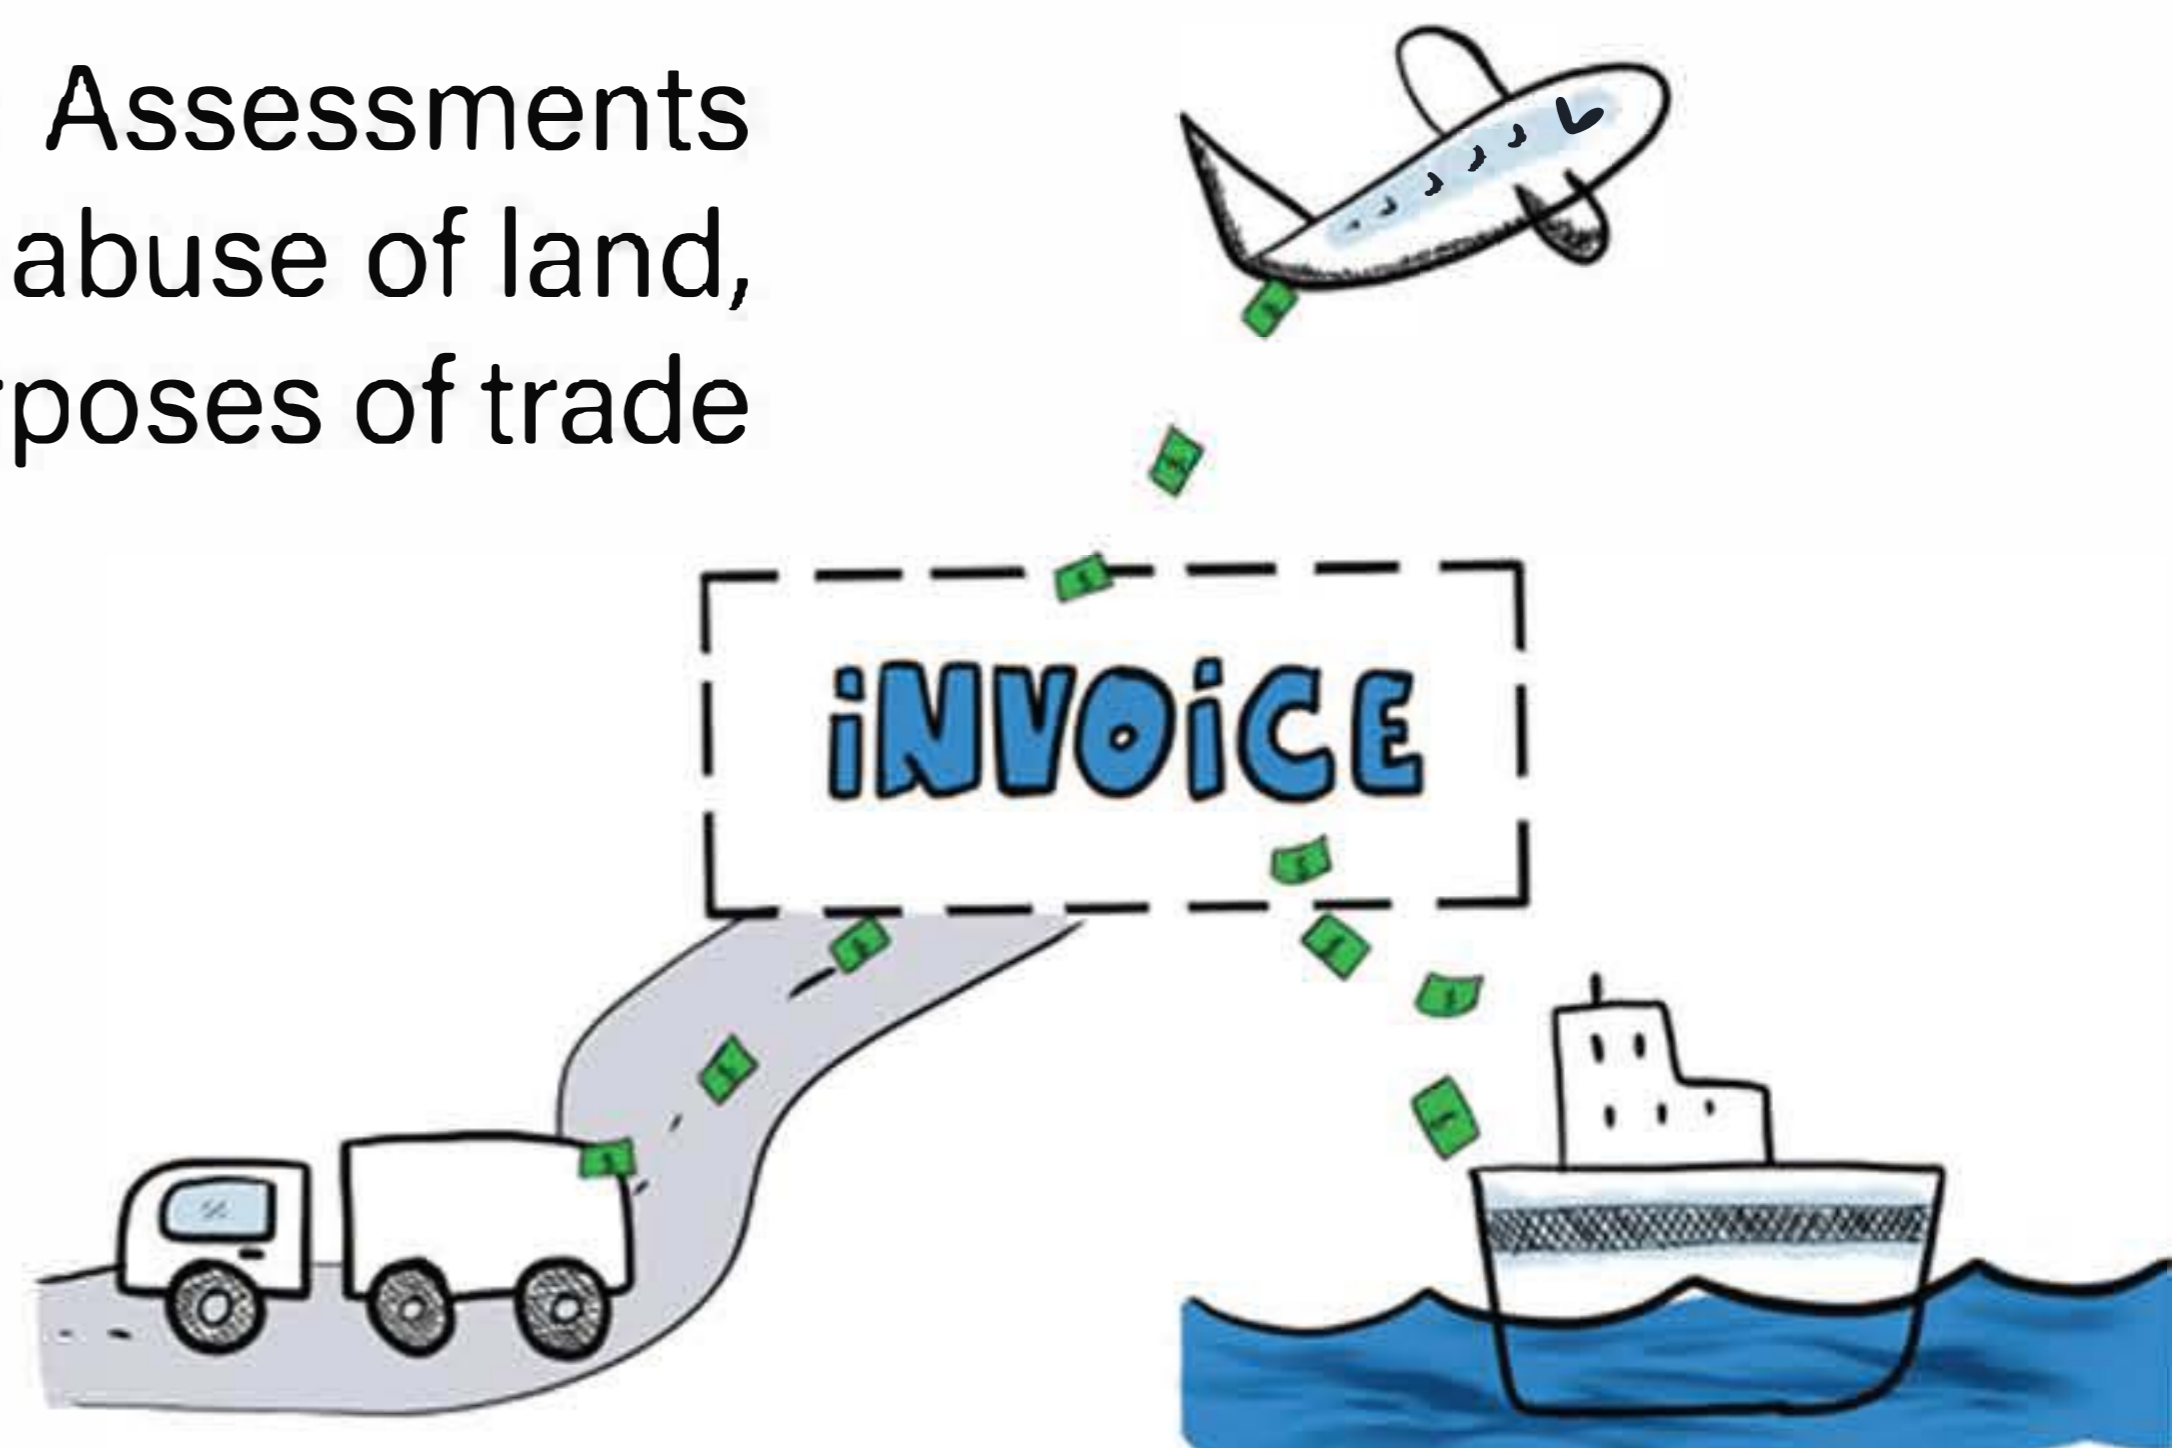 Assessments
abuse of land,
poses of trade
iNVOiCE